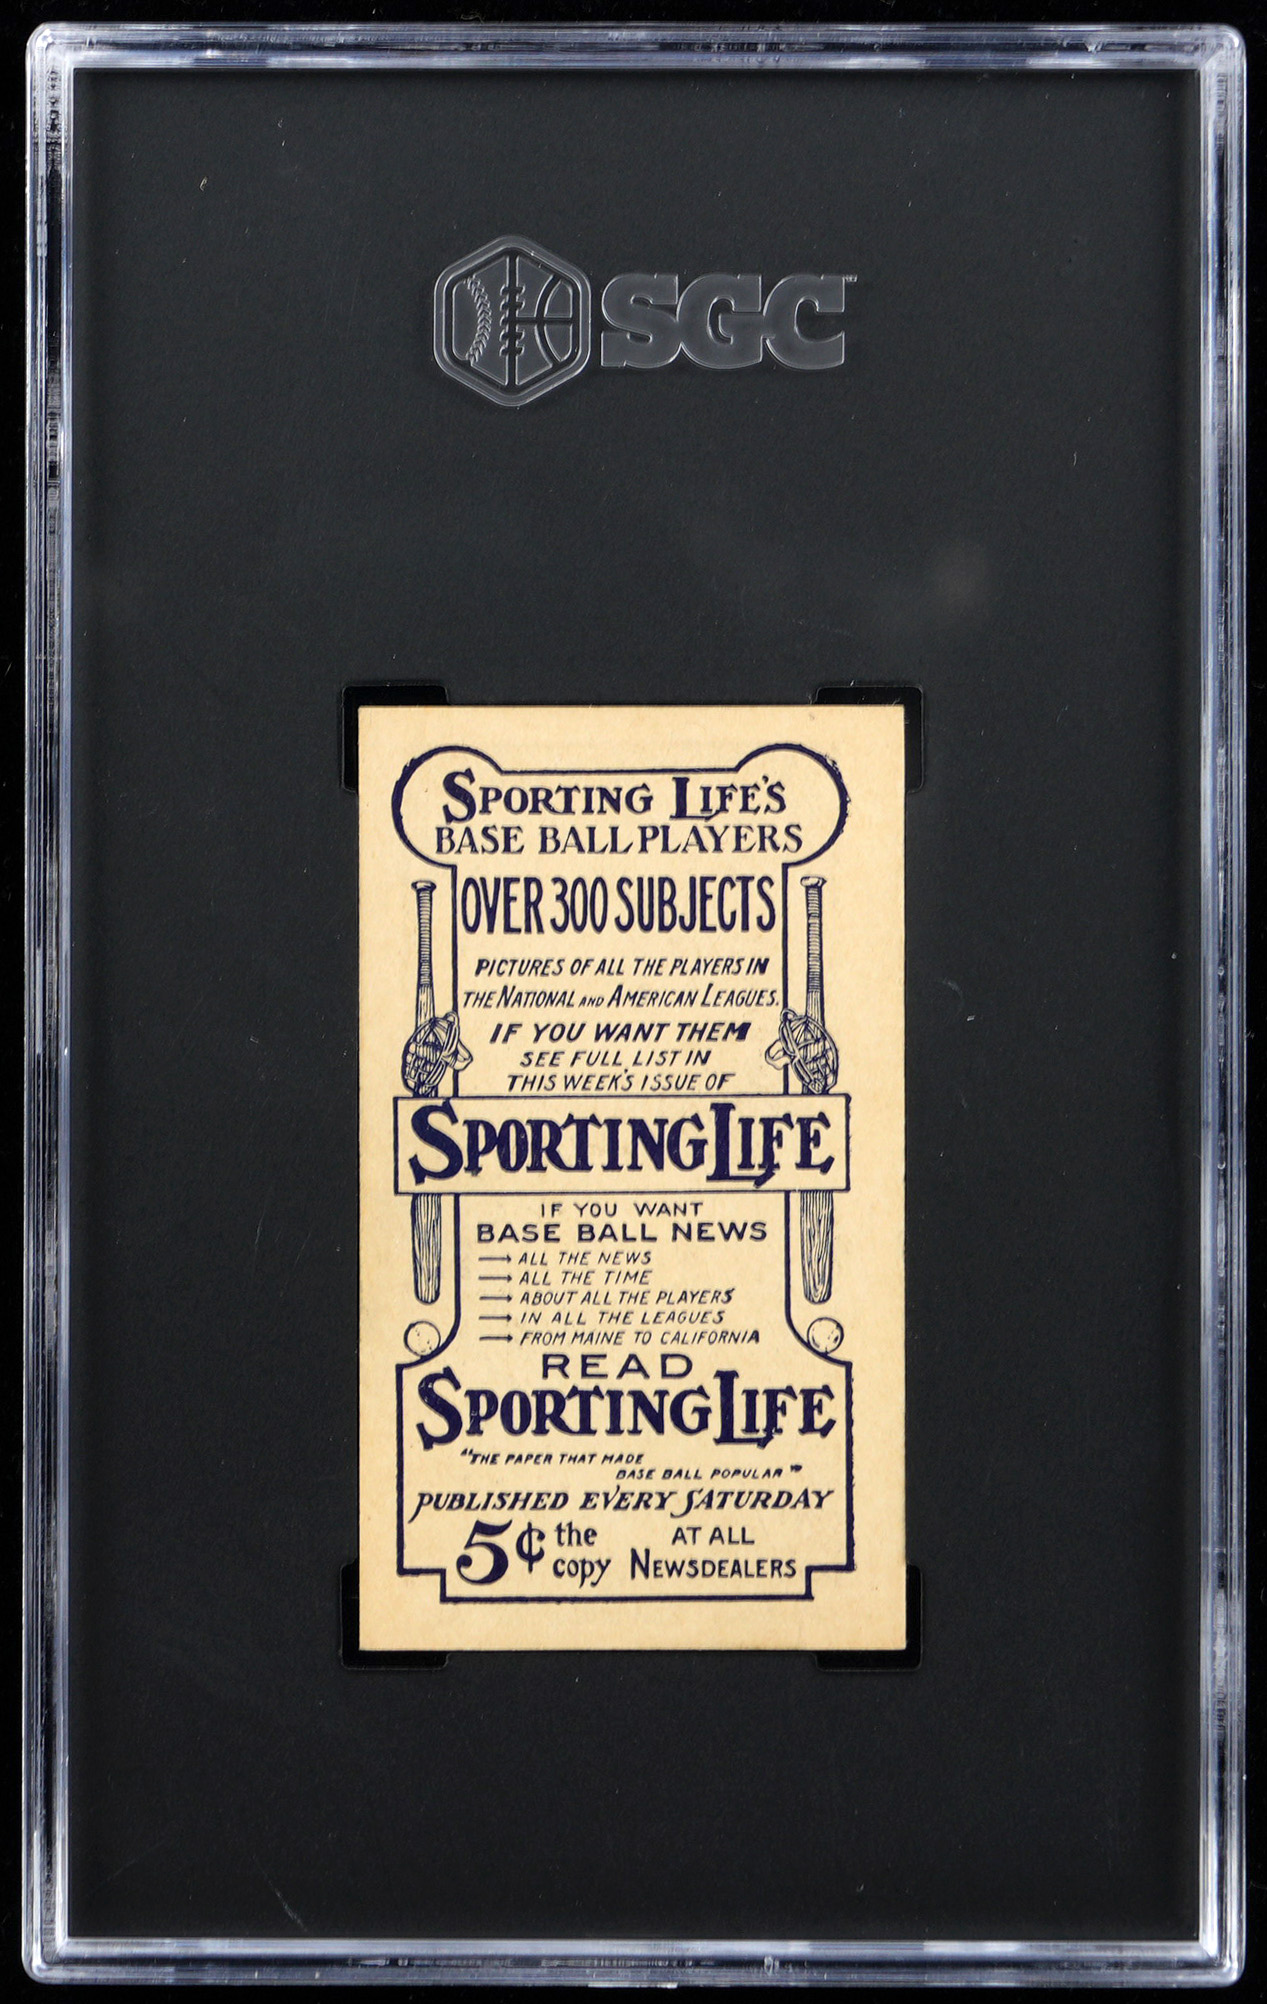 SGC™
SPORTING LIFE'S
BASE BALL PLAYERS
OVER 300 SUBJECTS
PICTURES OF ALL THE PLAYERS IN
THE NATIONAL AND AMERICAN LEAGUES.
IF YOU WANT THEM
SEE FULL LIST IN
THIS WEEK'S ISSUE OF
SPORTING LIFE
IF YOU WANT
BASE BALL NEWS
→ ALL THE NEWS
→ ALL THE TIME
→ ABOUT ALL THE PLAYERS
→ IN ALL THE LEAGUES
→ FROM MAINE TO CALIFORNIA
READ
SPORTING LIFE
"THE PAPER THAT MADE
BASE BALL POPULAR"
PUBLISHED EVERY SATURDAY
5¢ the copy AT ALL NEWSDEALERS